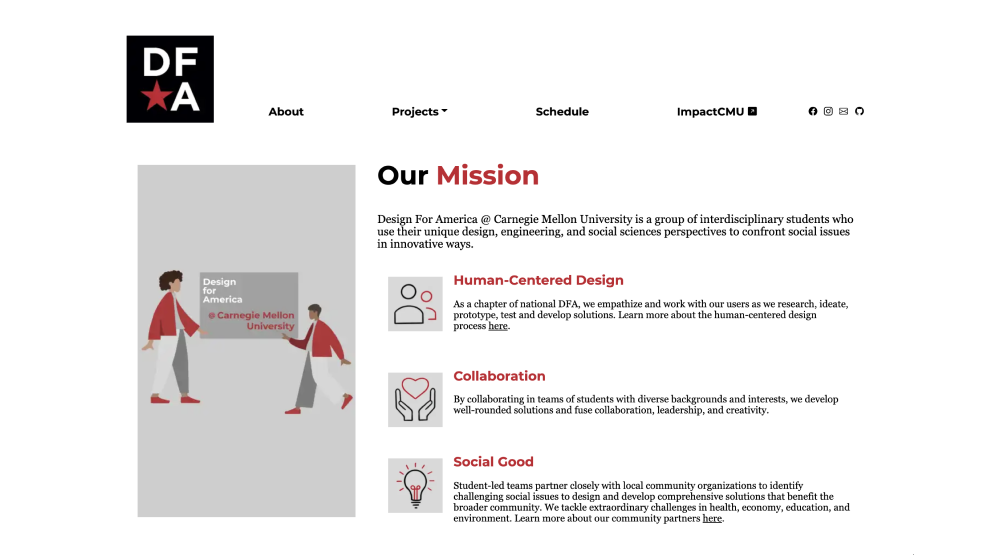 DF
A
About
Projects
Schedule
ImpactCMU
Our Mission
Design For America @ Carnegie Mellon University is a group of interdisciplinary students who
use their unique design, engineering, and social sciences perspectives to confront social issues
in innovative ways.
Design
for
America
@ Carnegie Mellon
University
Human-Centered Design
As a chapter of national DFA, we empathize and work with our users as we research, ideate,
prototype, test and develop solutions. Learn more about the human-centered design
process here.
Collaboration
By collaborating in teams of students with diverse backgrounds and interests, we develop
well-rounded solutions and fuse collaboration, leadership, and creativity.
Social Good
Student-led teams partner closely with local community organizations to identify
challenging social issues to design and develop comprehensive solutions that benefit the
broader community. We tackle extraordinary challenges in health, economy, education, and
environment. Learn more about our community partners here.